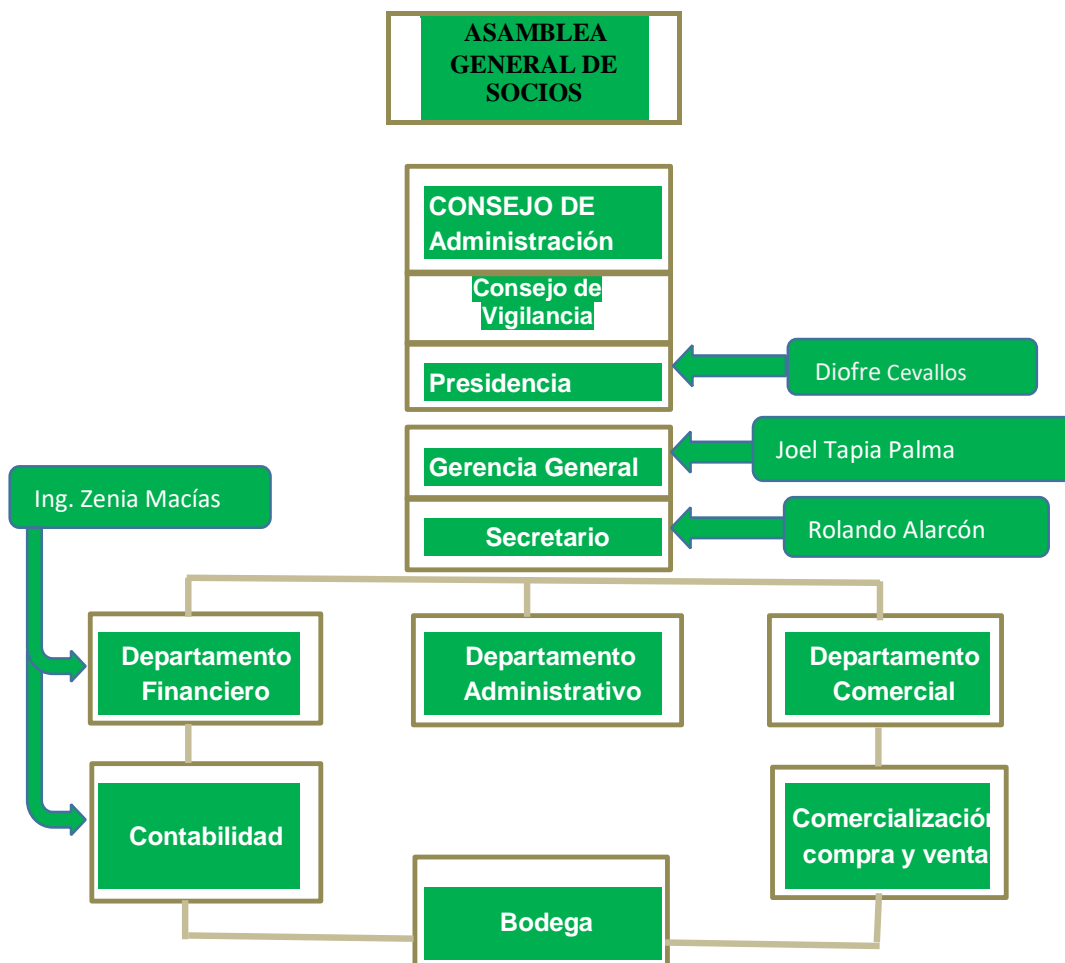 ASAMBLEA
GENERAL DE
SOCIOS
CONSEJO DE
Administración
Consejo de
Vigilancia
Presidencia
Diofre Cevallos
Gerencia General
Joel Tapia Palma
Ing. Zenia Macías
Secretario
Rolando Alarcón
Departamento
Financiero
Departamento
Administrativo
Departamento
Comercial
Contabilidad
Comercialización
compra y venta
Bodega